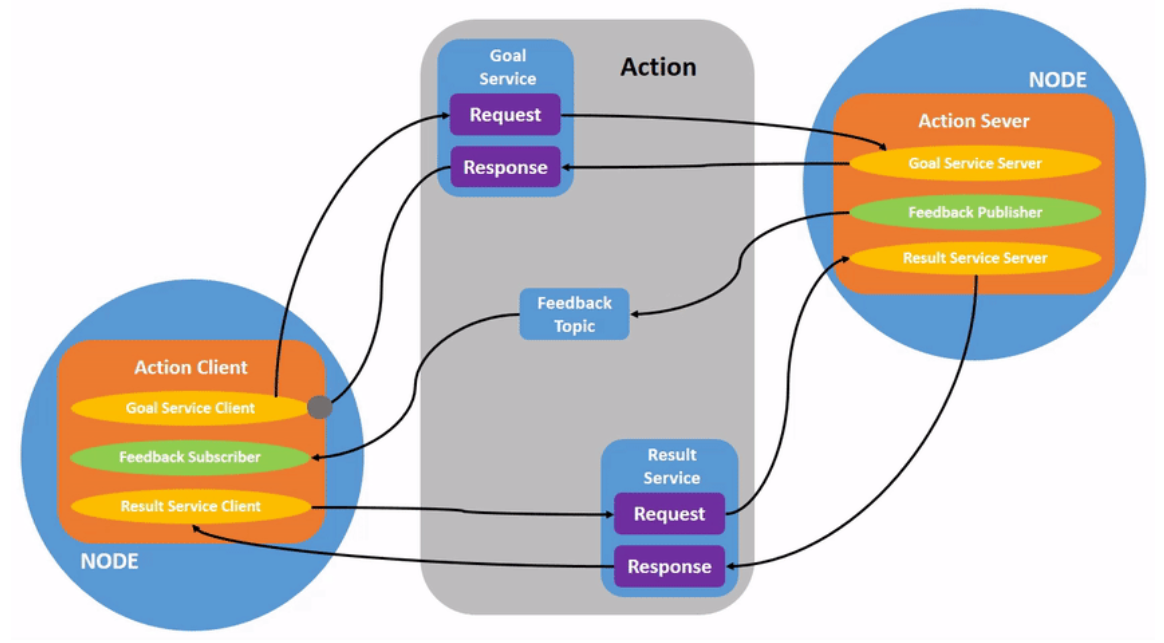 Goal
Service
Request
Response
Action
NODE
Action Sever
Goal Service Server
Feedback Publisher
Result Service Server
Feedback
Topic
Action Client
Goal Service Client
Feedback Subscriber
Result Service Client
NODE
Result
Service
Request
Response